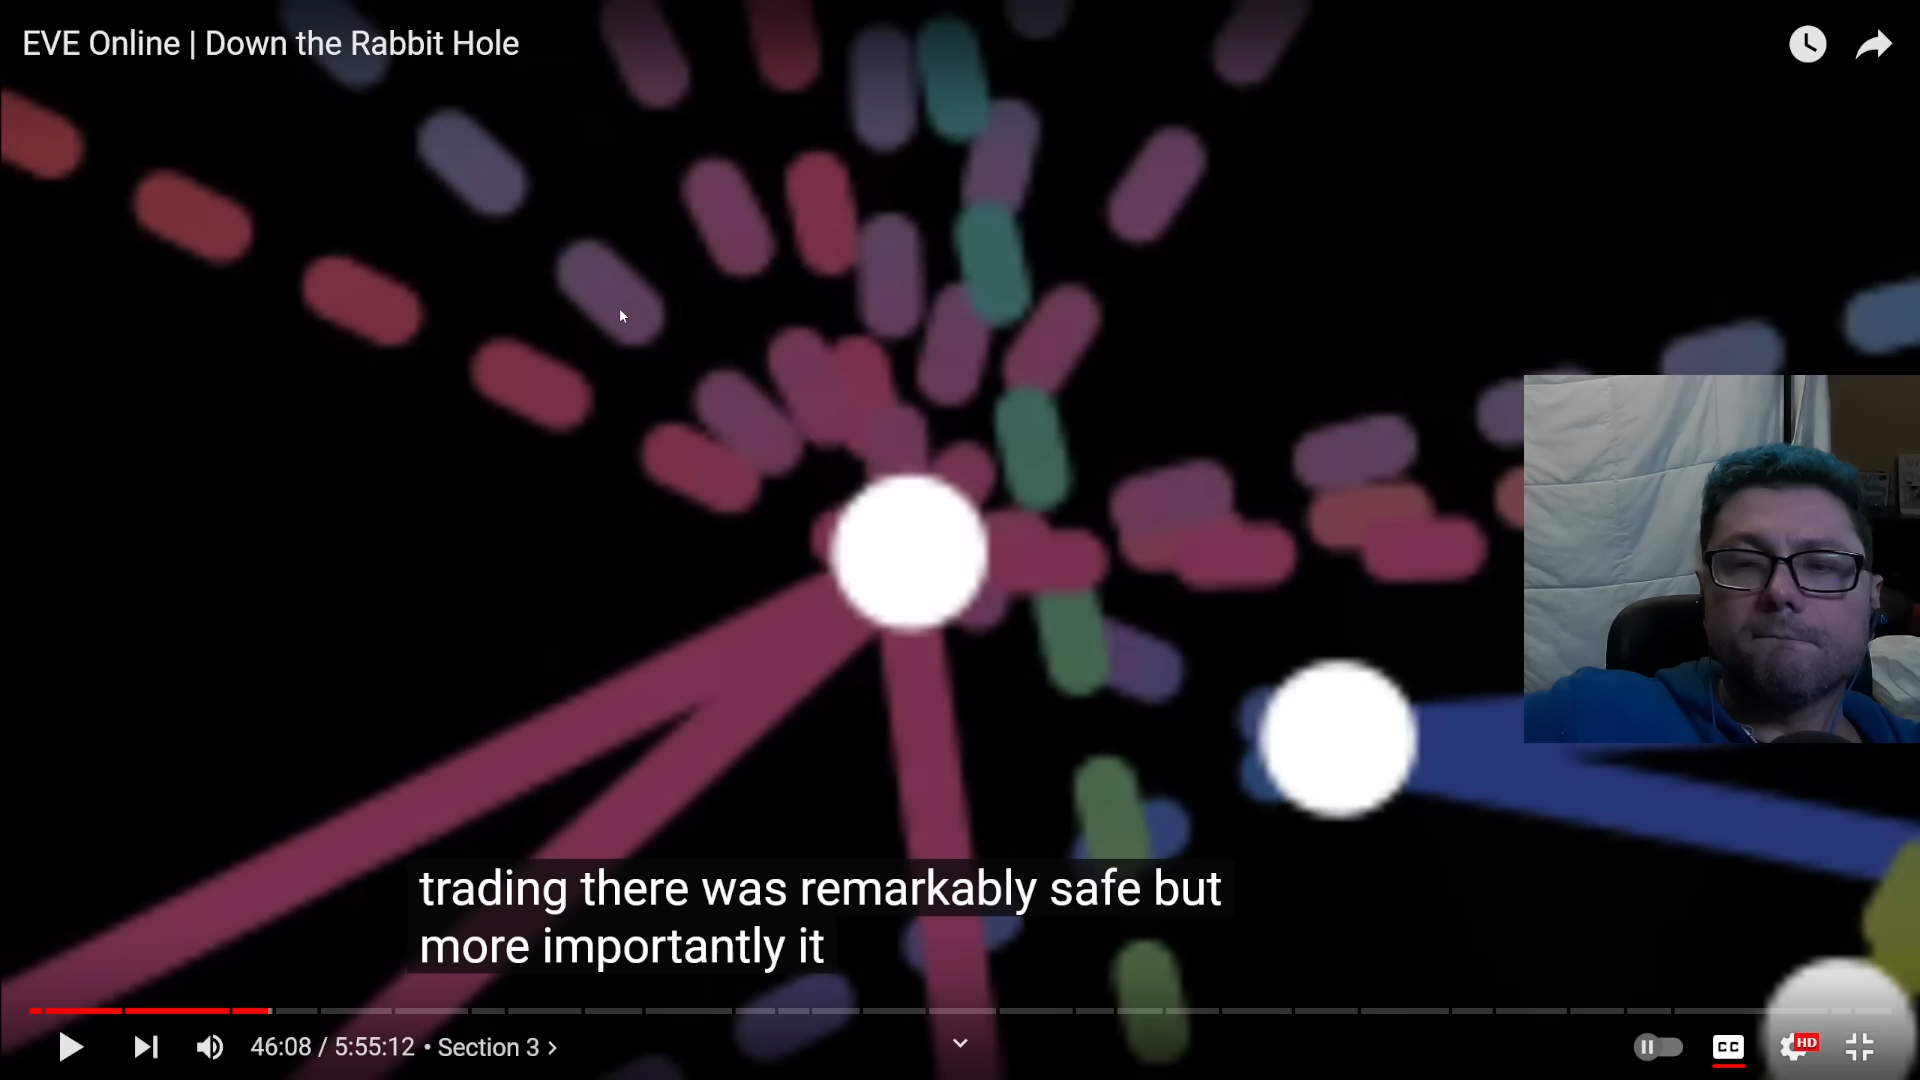 EVE Online | Down the Rabbit Hole
trading there was remarkably safe but
more importantly it
46:08 / 5:55:12 • Section 3 ›
CC
HD